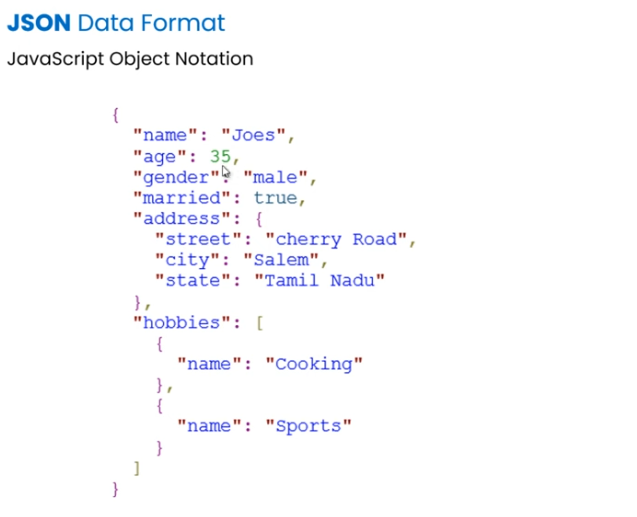 JSON Data Format
JavaScript Object Notation
{
"name": "Joes",
"age": 35,
"gender": "male",
"married": true,
"address": {
"street": "cherry Road",
"city": "Salem",
"state": "Tamil Nadu"
},
"hobbies": [
{
"name": "Cooking"
},
{
"name": "Sports"
}
]
}